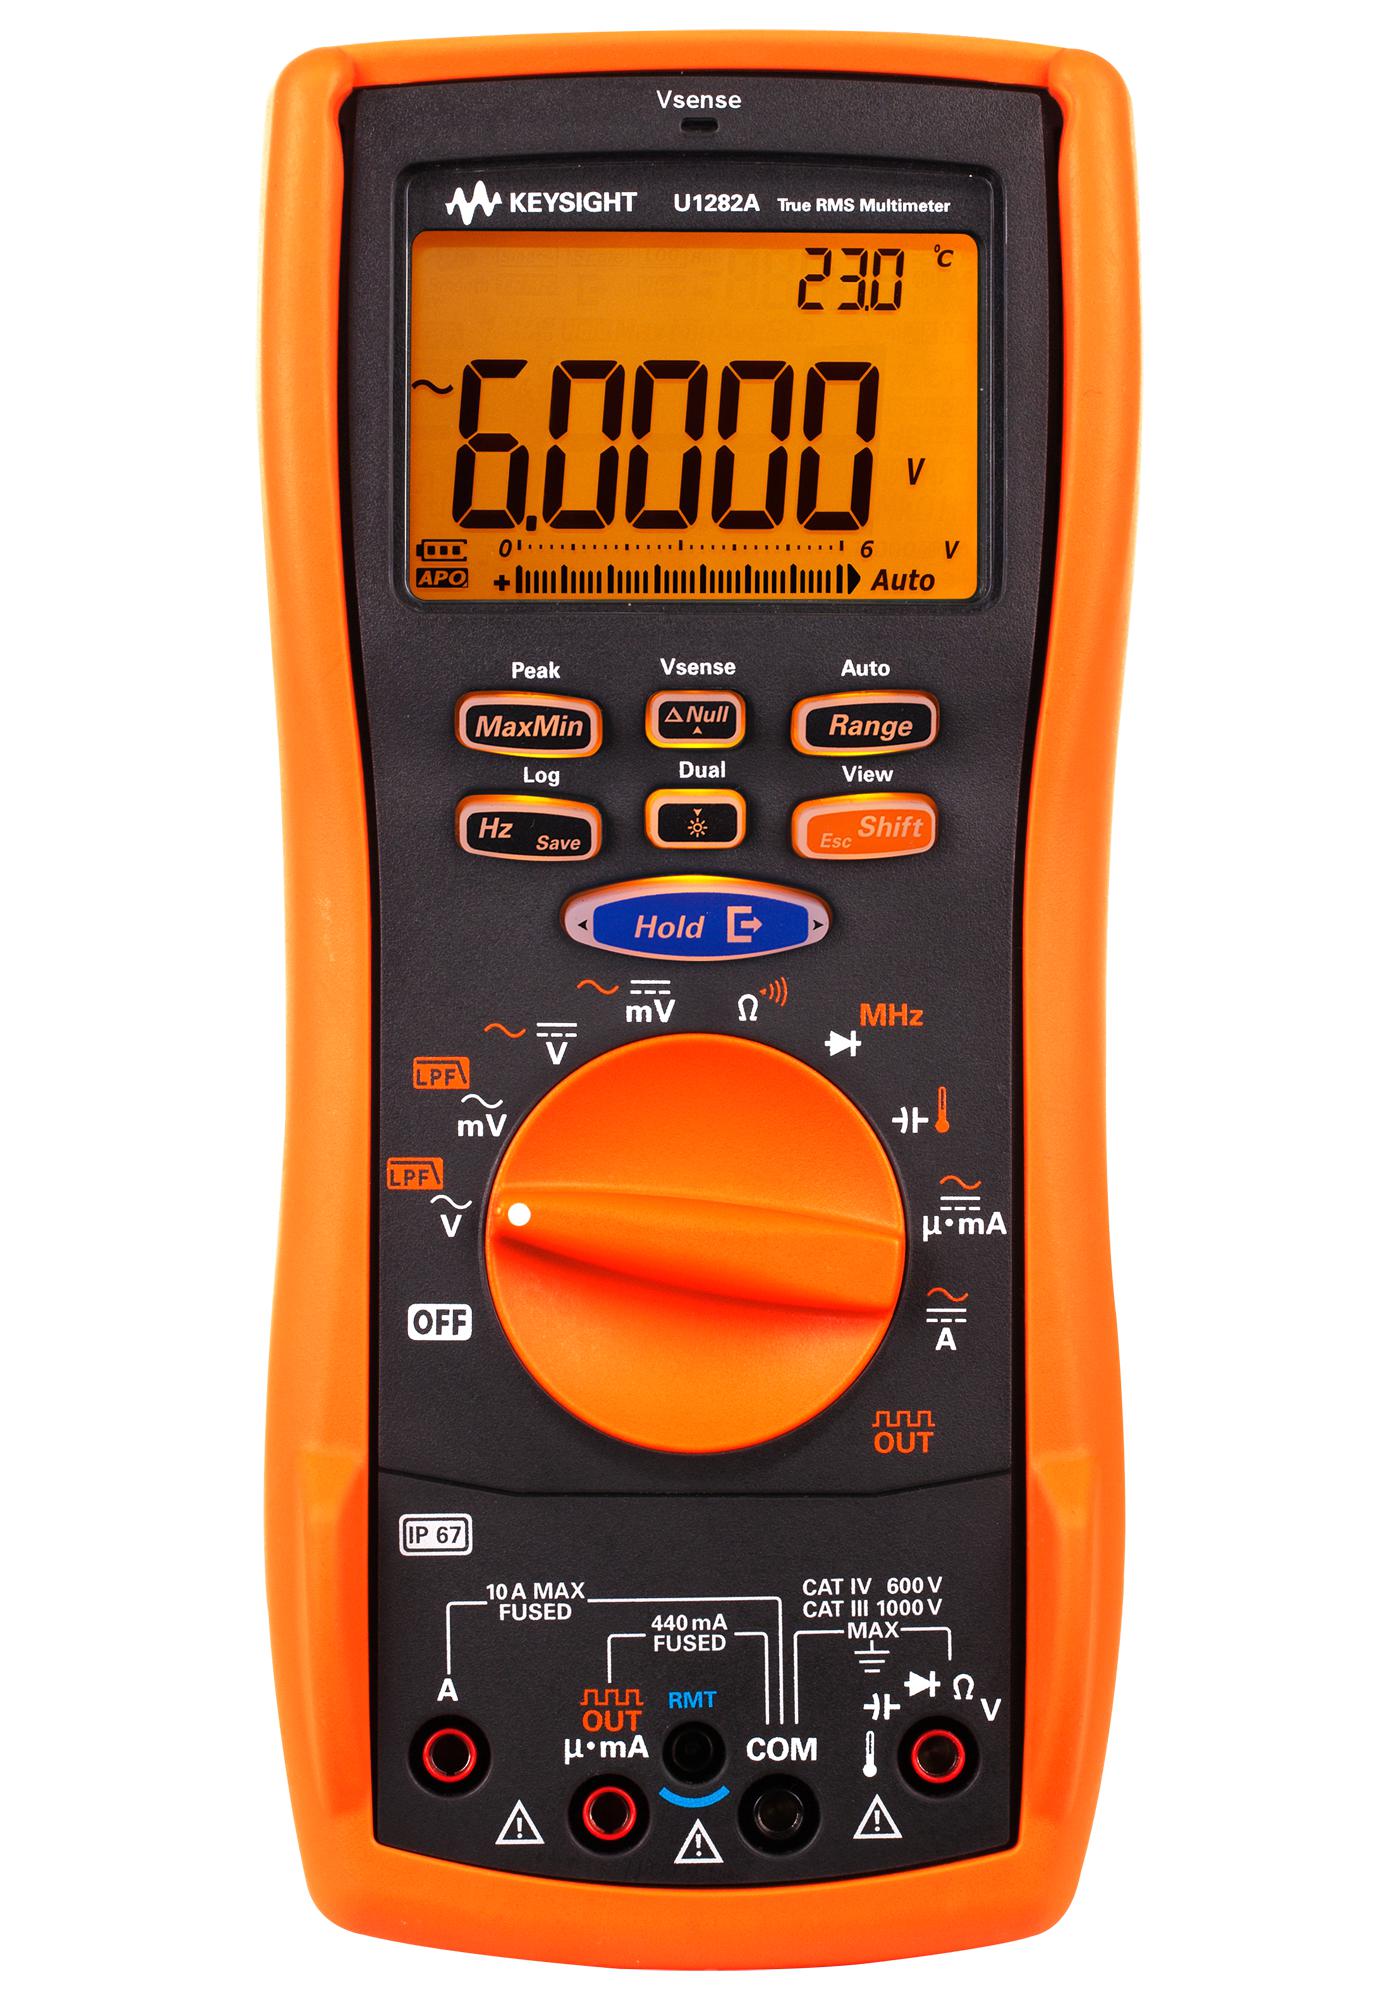 Vsense
KEYSIGHT U1282A True RMS Multimeter
23.0 °C
~ 6.0000 V
0 6 V
APO + Auto
Peak Vsense Auto
MaxMin Δ Null Range
Log Dual View
Hz Save Esc Shift
Hold
~ mV Ω
~ V MHz
LPF
~ mV
LPF
~ V
~ μ•mA
OFF
~ A
OUT
IP 67
10 A MAX
FUSED
440 mA
FUSED
CAT IV 600 V
CAT III 1000 V
MAX
A
OUT
μ•mA
RMT
COM
Ω
V